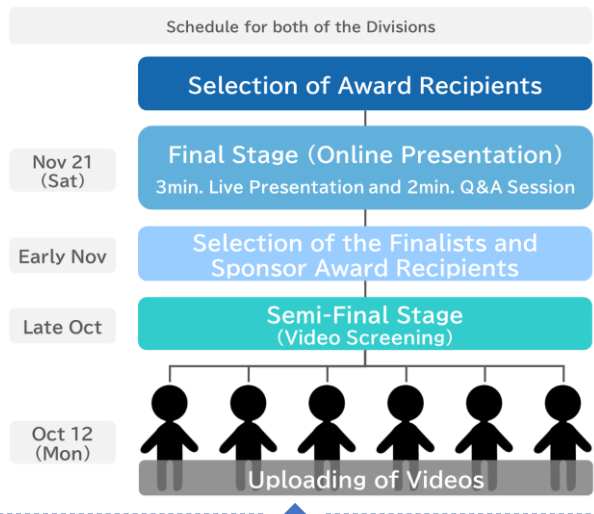 Schedule for both of the Divisions
Selection of Award Recipients
Nov 21
(Sat)
Final Stage (Online Presentation)
3min. Live Presentation and 2min. Q&A Session
Early Nov
Selection of the Finalists and
Sponsor Award Recipients
Late Oct
Semi-Final Stage
(Video Screening)
Oct 12
(Mon)
Uploading of Videos